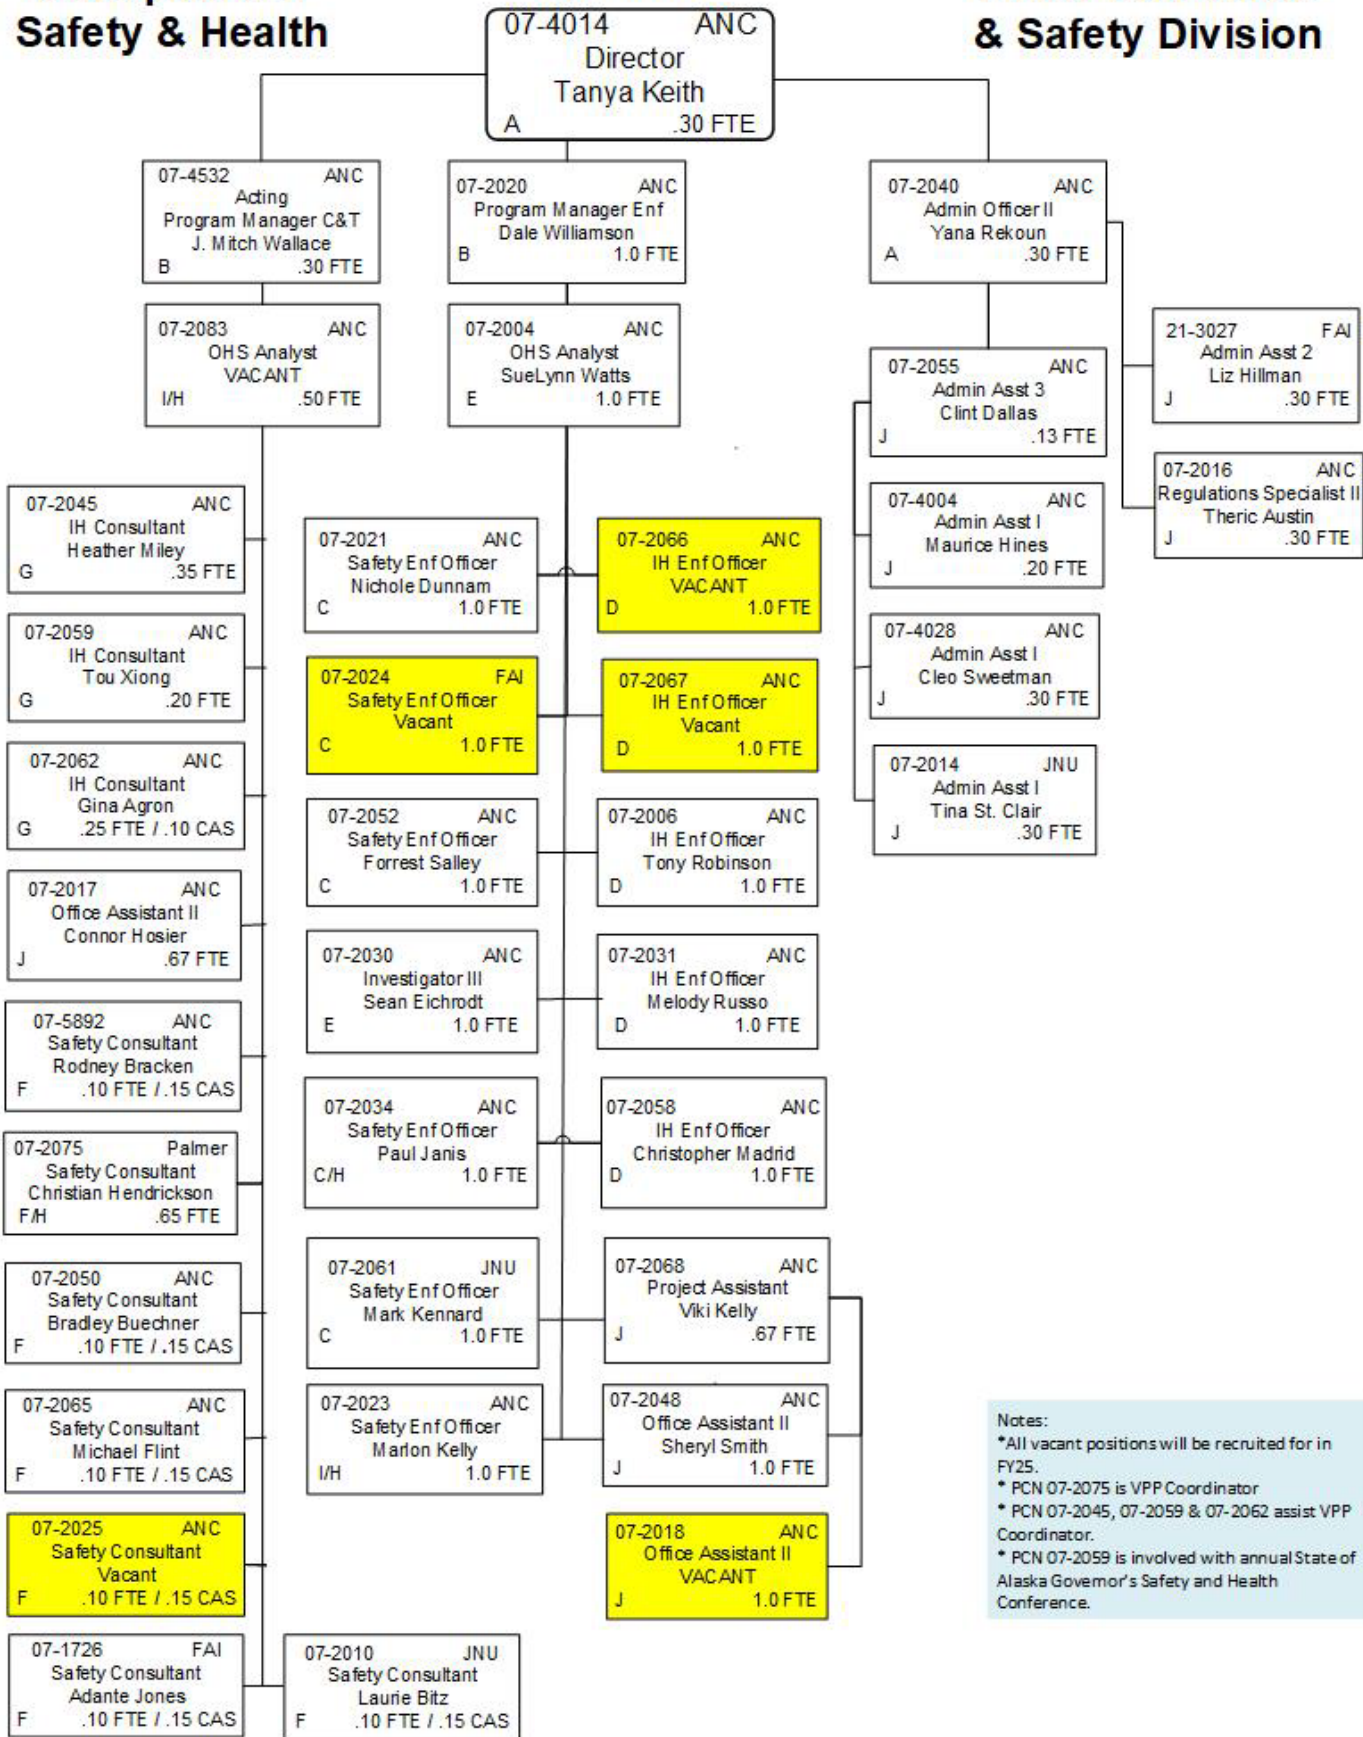 Safety & Health
& Safety Division
07-4014 ANC
Director
Tanya Keith
A .30 FTE
07-4532 ANC
Acting
Program Manager C&T
J. Mitch Wallace
B .30 FTE
07-2020 ANC
Program Manager Enf
Dale Williamson
B 1.0 FTE
07-2040 ANC
Admin Officer II
Yana Rekoun
A .30 FTE
07-2083 ANC
OHS Analyst
VACANT
I/H .50 FTE
07-2004 ANC
OHS Analyst
SueLynn Watts
E 1.0 FTE
07-2055 ANC
Admin Asst 3
Clint Dallas
J .13 FTE
21-3027 FAI
Admin Asst 2
Liz Hillman
J .30 FTE
07-2016 ANC
Regulations Specialist II
Theric Austin
J .30 FTE
07-4004 ANC
Admin Asst I
Maurice Hines
J .20 FTE
07-4028 ANC
Admin Asst I
Cleo Sweetman
J .30 FTE
07-2014 JNU
Admin Asst I
Tina St. Clair
J .30 FTE
07-2045 ANC
IH Consultant
Heather Miley
G .35 FTE
07-2059 ANC
IH Consultant
Tou Xiong
G .20 FTE
07-2062 ANC
IH Consultant
Gina Agron
G .25 FTE / .10 CAS
07-2017 ANC
Office Assistant II
Connor Hosier
J .67 FTE
07-5892 ANC
Safety Consultant
Rodney Bracken
F .10 FTE / .15 CAS
07-2075 Palmer
Safety Consultant
Christian Hendrickson
F/H .65 FTE
07-2050 ANC
Safety Consultant
Bradley Buechner
F .10 FTE / .15 CAS
07-2065 ANC
Safety Consultant
Michael Flint
F .10 FTE / .15 CAS
07-2025 ANC
Safety Consultant
Vacant
F .10 FTE / .15 CAS
07-1726 FAI
Safety Consultant
Adante Jones
F .10 FTE / .15 CAS
07-2010 JNU
Safety Consultant
Laurie Bitz
F .10 FTE / .15 CAS
07-2021 ANC
Safety Enf Officer
Nichole Dunnam
C 1.0 FTE
07-2066 ANC
IH Enf Officer
VACANT
D 1.0 FTE
07-2024 FAI
Safety Enf Officer
Vacant
C 1.0 FTE
07-2067 ANC
IH Enf Officer
Vacant
D 1.0 FTE
07-2052 ANC
Safety Enf Officer
Forrest Salley
C 1.0 FTE
07-2006 ANC
IH Enf Officer
Tony Robinson
D 1.0 FTE
07-2030 ANC
Investigator III
Sean Eichrodt
E 1.0 FTE
07-2031 ANC
IH Enf Officer
Melody Russo
D 1.0 FTE
07-2034 ANC
Safety Enf Officer
Paul Janis
C/H 1.0 FTE
07-2058 ANC
IH Enf Officer
Christopher Madrid
D 1.0 FTE
07-2061 JNU
Safety Enf Officer
Mark Kennard
C 1.0 FTE
07-2068 ANC
Project Assistant
Viki Kelly
J .67 FTE
07-2023 ANC
Safety Enf Officer
Marlon Kelly
I/H 1.0 FTE
07-2048 ANC
Office Assistant II
Sheryl Smith
J 1.0 FTE
07-2018 ANC
Office Assistant II
VACANT
J 1.0 FTE
Notes:
*All vacant positions will be recruited for in
FY25.
* PCN 07-2075 is VPP Coordinator
* PCN 07-2045, 07-2059 & 07-2062 assist VPP
Coordinator.
* PCN 07-2059 is involved with annual State of
Alaska Governor's Safety and Health
Conference.